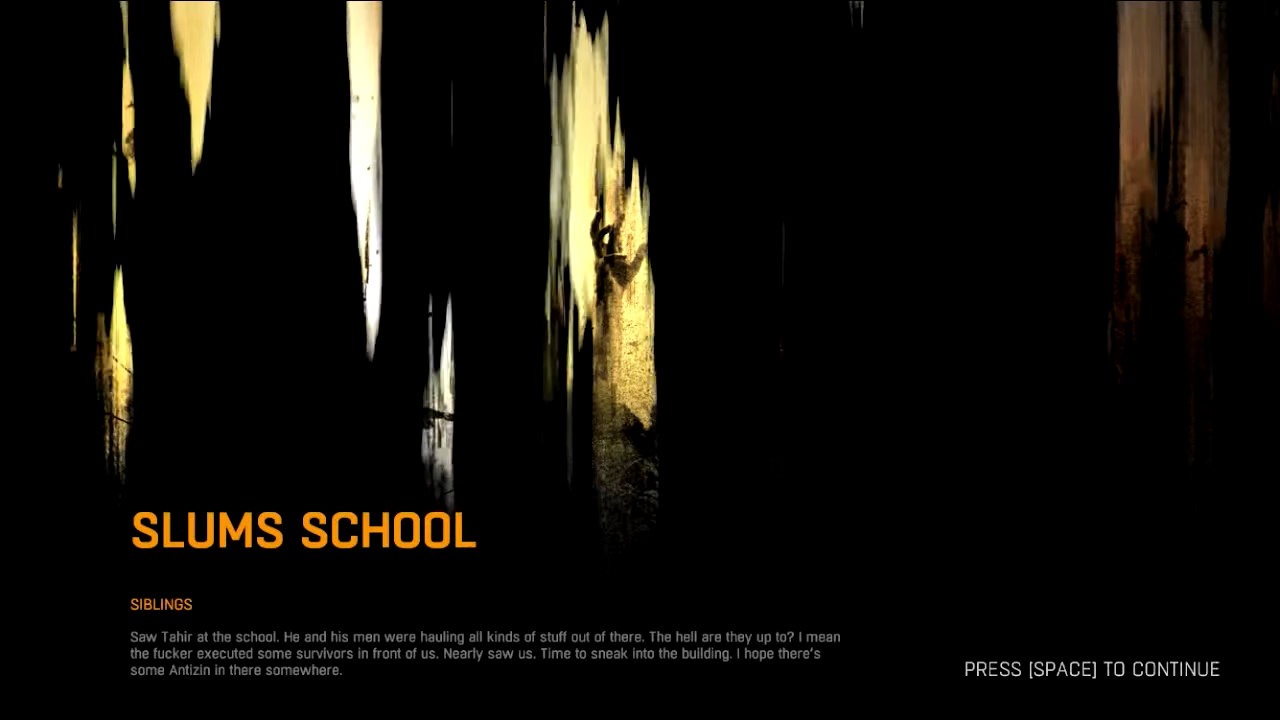 SLUMS SCHOOL
SIBLINGS
Saw Tahir at the school. He and his men were hauling all kinds of stuff out of there. The hell are they up to? I mean
the fucker executed some survivors in front of us. Nearly saw us. Time to sneak into the building. I hope there's
some Antizin in there somewhere.
PRESS [SPACE] TO CONTINUE